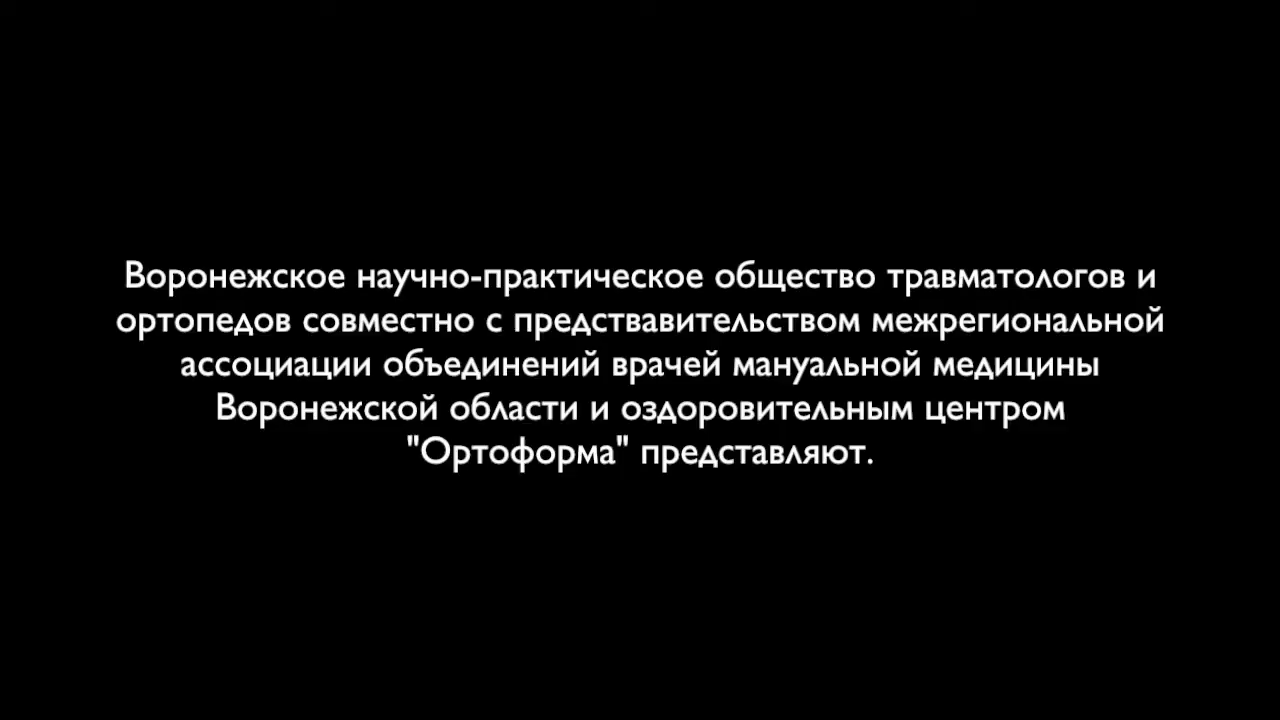 Воронежское научно-практическое общество травматологов и
ортопедов совместно с предствавительством межрегиональной
ассоциации объединений врачей мануальной медицины
Воронежской области и оздоровительным центром
"Ортоформа" представляют.